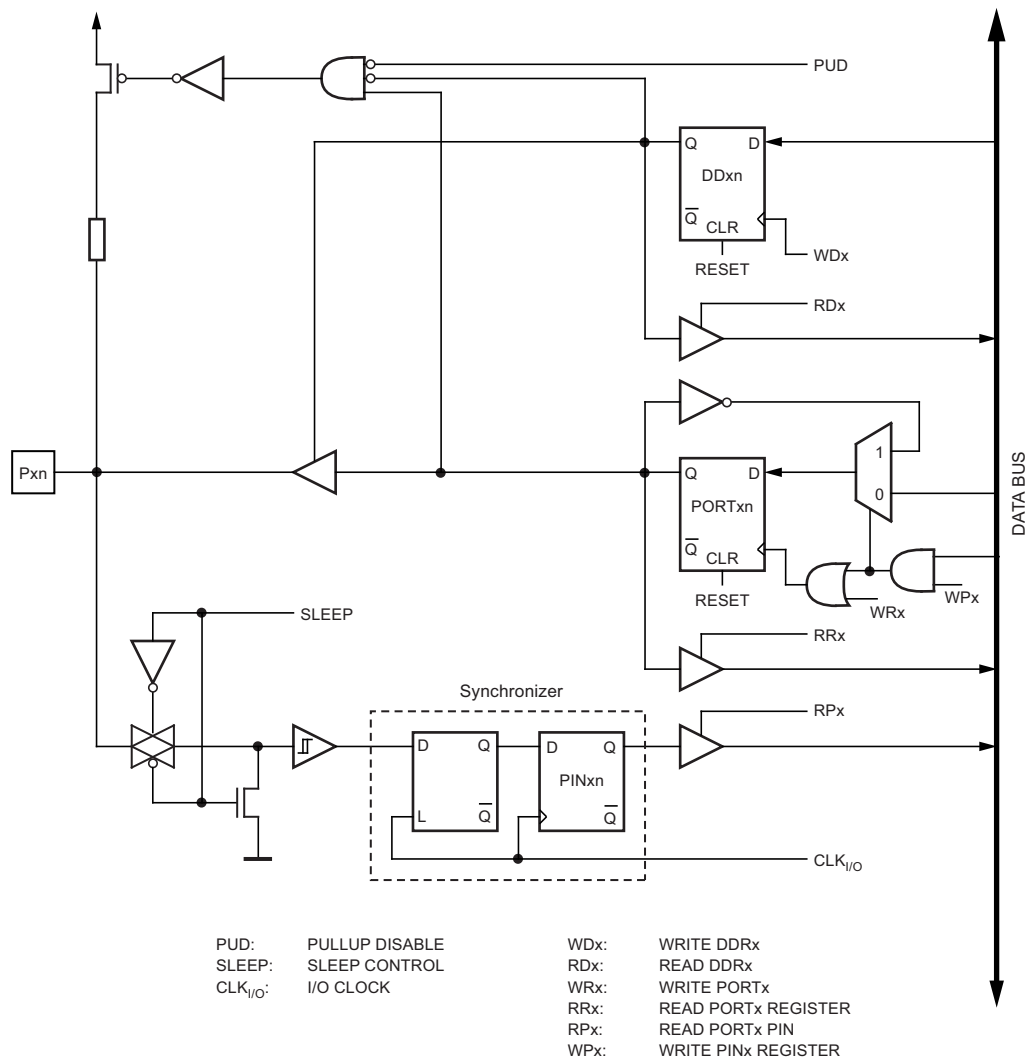 PUD
Q D
DDxn
Q
CLR
RESET
WDx
RDx
Pxn
1
Q D
0
PORTxn
Q
CLR
RESET
WRx
WPx
DATA BUS
SLEEP
RRx
Synchronizer
RPx
D Q D Q
PINxn
L Q Q
CLKI/O
PUD: PULLUP DISABLE
SLEEP: SLEEP CONTROL
CLKI/O: I/O CLOCK
WDx: WRITE DDRx
RDx: READ DDRx
WRx: WRITE PORTx
RRx: READ PORTx REGISTER
RPx: READ PORTx PIN
WPx: WRITE PINx REGISTER